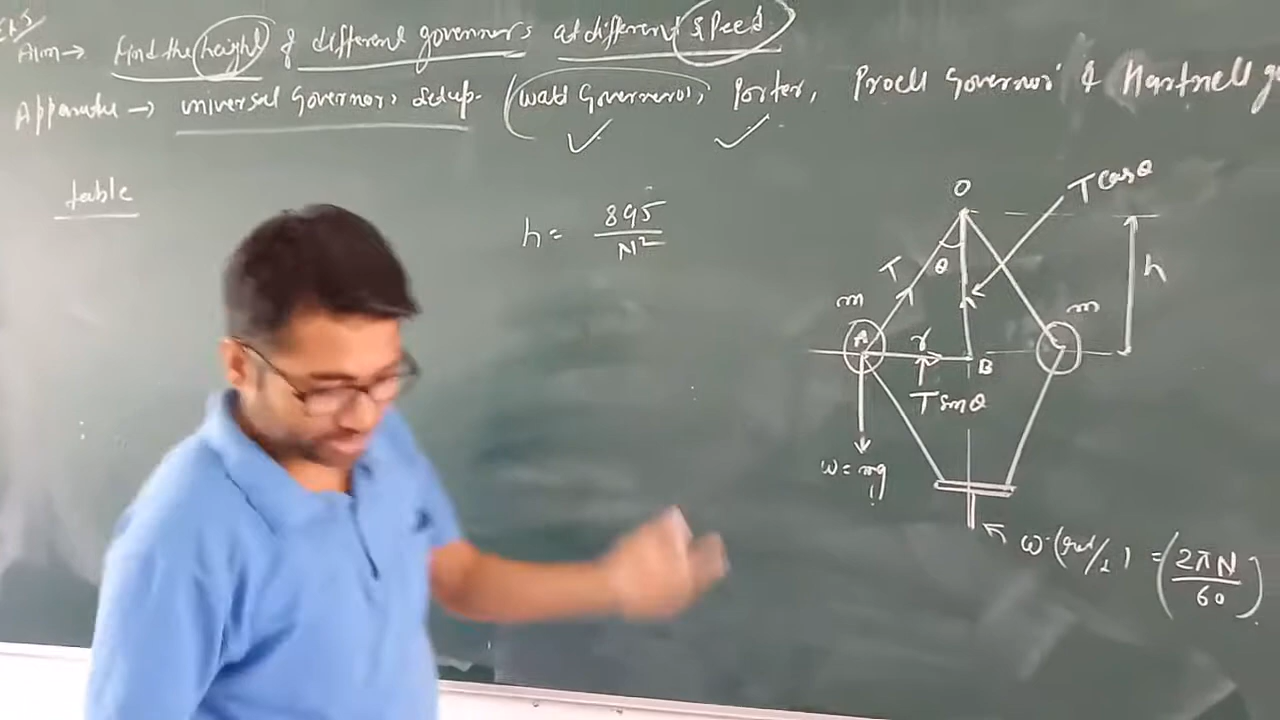 Aim → find the height of different governors at different speed
Apparatus → universal Governors setup. (Watt Governor, Porter, Proell Governor & Hartnell
table
h = 895/N²
O
T cosθ
T
θ
h
m
m
A
r
B
T sinθ
w = mg
ω (rad/s) = (2πN/60)